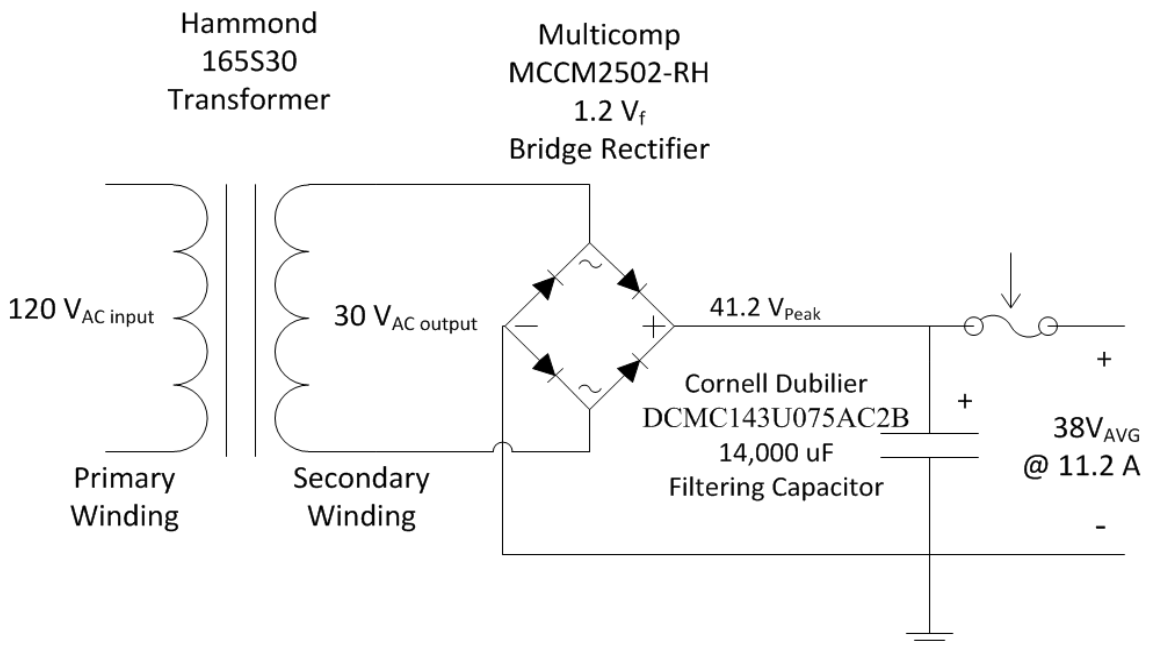 Hammond
165S30
Transformer
Multicomp
MCCM2502-RH
1.2 Vf
Bridge Rectifier
120 VAC input
30 VAC output
41.2 VPeak
Cornell Dubilier
DCMC143U075AC2B
14,000 uF
Filtering Capacitor
+
+
38VAVG
@ 11.2 A
-
Primary
Winding
Secondary
Winding